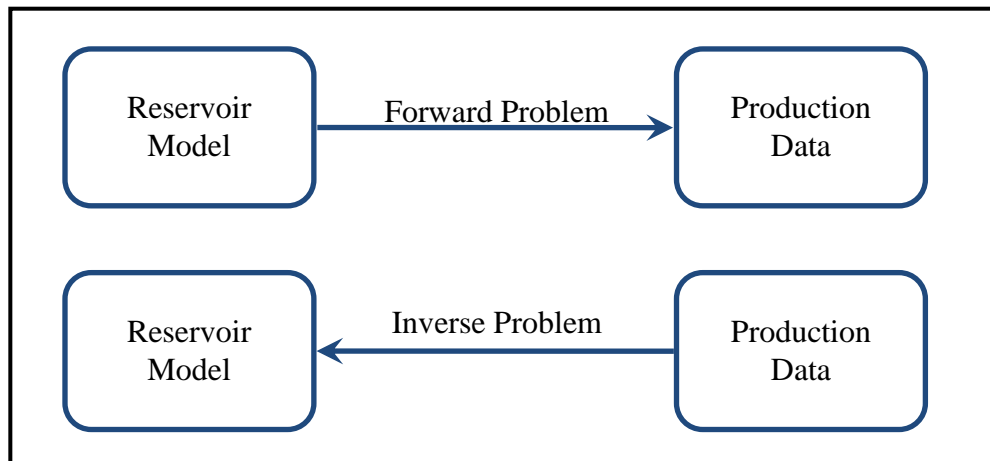 Reservoir
Model
Forward Problem
Production
Data
Reservoir
Model
Inverse Problem
Production
Data